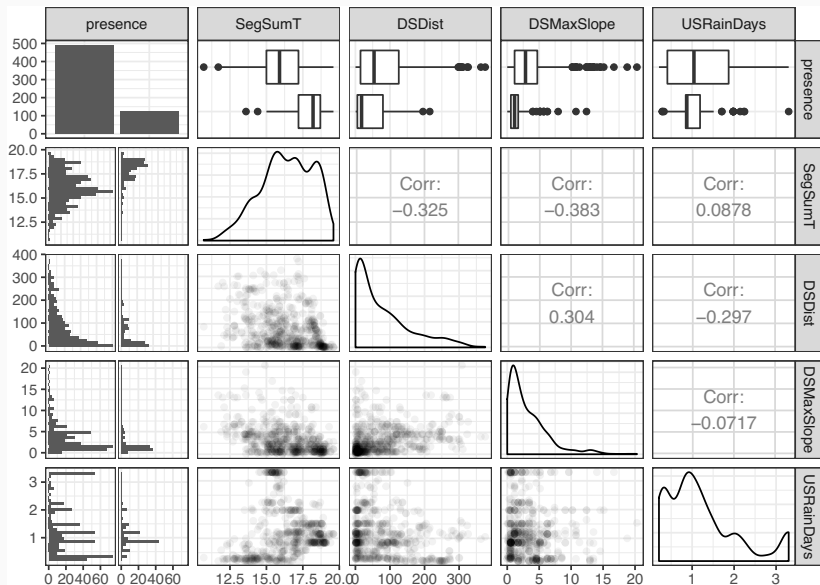 presence SegSumT DSDist DSMaxSlope USRainDays
500
400
300
200
100
0
presence
20.0
17.5
15.0
12.5
Corr:
−0.325
Corr:
−0.383
Corr:
0.0878
SegSumT
400
300
200
100
0
Corr:
0.304
Corr:
−0.297
DSDist
20
15
10
5
0
Corr:
−0.0717
DSMaxSlope
3
2
1
USRainDays
0 204060 0 204060 12.5 15.0 17.5 20.0 0 100 200 300 0 5 10 15 20 1 2 3